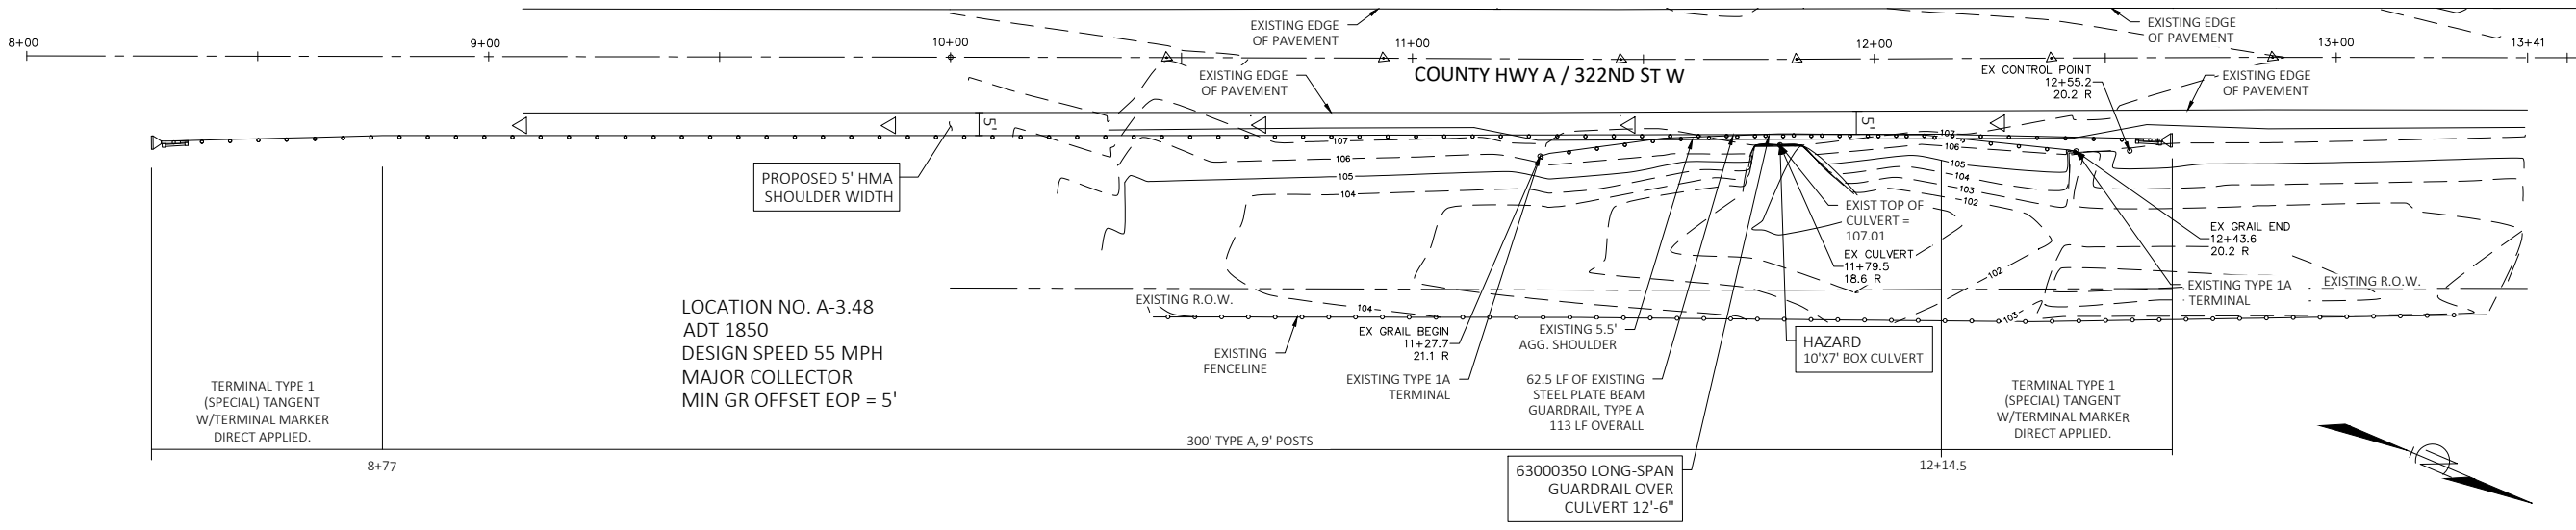 8+00
9+00
10+00
11+00
12+00
13+00
13+41
EXISTING EDGE
OF PAVEMENT
EXISTING EDGE
OF PAVEMENT
EXISTING EDGE
OF PAVEMENT
COUNTY HWY A / 322ND ST W
EX CONTROL POINT
12+55.2
20.2 R
EXISTING EDGE
OF PAVEMENT
5'
5'
107
106
105
104
103
106
105
104
103
102
PROPOSED 5' HMA
SHOULDER WIDTH
EXIST TOP OF
CULVERT =
107.01
EX CULVERT
11+79.5
18.6 R
EX GRAIL END
12+43.6
20.2 R
102
103
104
EXISTING R.O.W.
EXISTING TYPE 1A
TERMINAL
EXISTING R.O.W.
LOCATION NO. A-3.48
ADT 1850
DESIGN SPEED 55 MPH
MAJOR COLLECTOR
MIN GR OFFSET EOP = 5'
EXISTING
FENCELINE
EX GRAIL BEGIN
11+27.7
21.1 R
EXISTING TYPE 1A
TERMINAL
EXISTING 5.5'
AGG. SHOULDER
62.5 LF OF EXISTING
STEEL PLATE BEAM
GUARDRAIL, TYPE A
113 LF OVERALL
HAZARD
10'X7' BOX CULVERT
TERMINAL TYPE 1
(SPECIAL) TANGENT
W/TERMINAL MARKER
DIRECT APPLIED.
TERMINAL TYPE 1
(SPECIAL) TANGENT
W/TERMINAL MARKER
DIRECT APPLIED.
300' TYPE A, 9' POSTS
8+77
12+14.5
63000350 LONG-SPAN
GUARDRAIL OVER
CULVERT 12'-6"